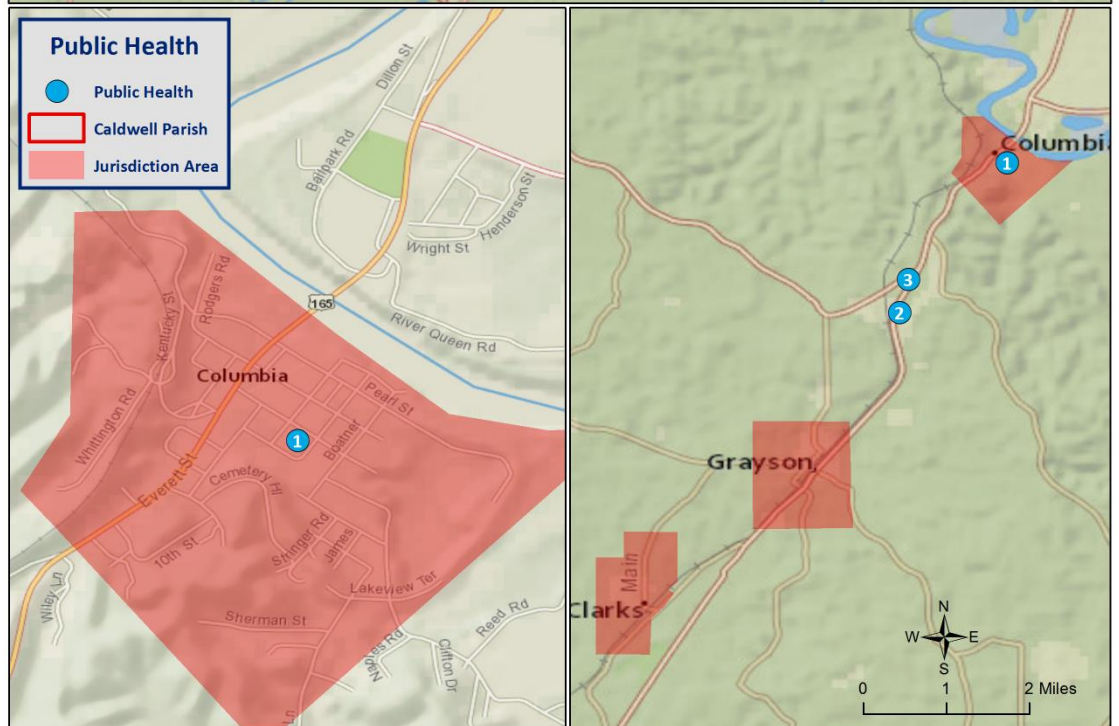 Public Health
Public Health
Caldwell Parish
Jurisdiction Area
Dillon St
Ballpark Rd
Henderson St
Wright St
165
River Queen Rd
Rodgers Rd
Kentucky St
Columbia
Pearl St
Whittington Rd
1
Boatner
Everett St
Cemetery Hl
10th St
Stringer Rd
James
Lakeview Ter
Wiley Ln
Sherman St
Naples Rd
Reed Rd
Clifton Dr
Ln
Columbia
1
3
2
Grayson
Main
Clarks
N
W E
S
0 1 2 Miles